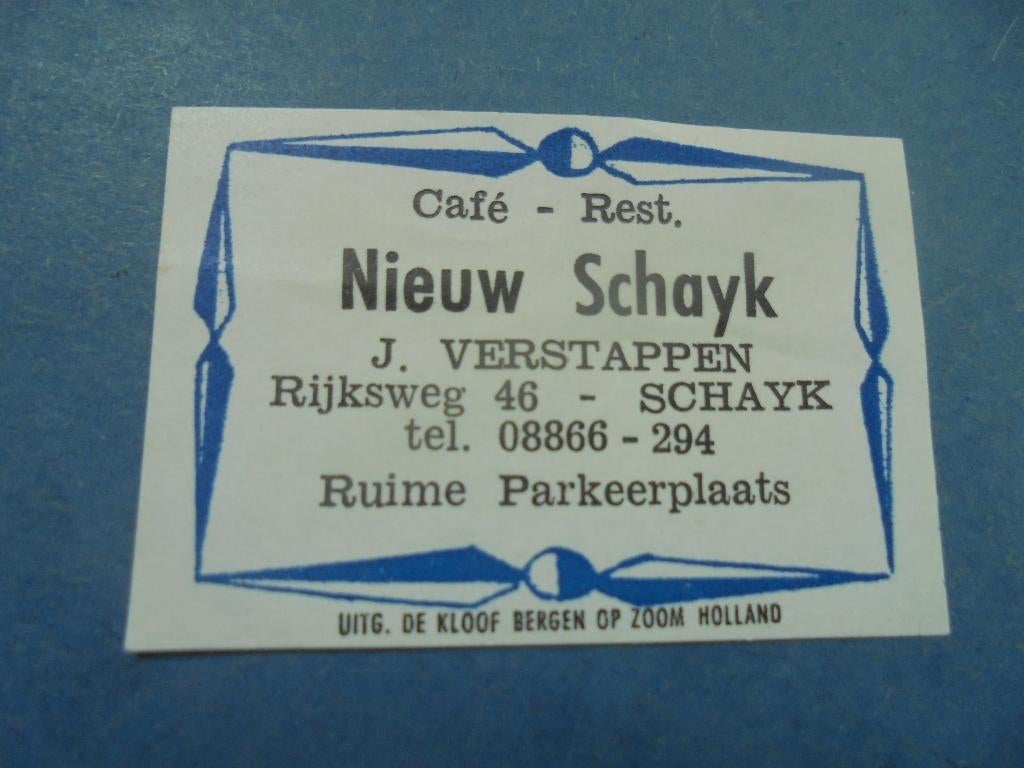 Café - Rest.
Nieuw Schayk
J. VERSTAPPEN
Rijksweg 46 - SCHAYK
tel. 08866 - 294
Ruime Parkeerplaats
UITG. DE KLOOF BERGEN OP ZOOM HOLLAND